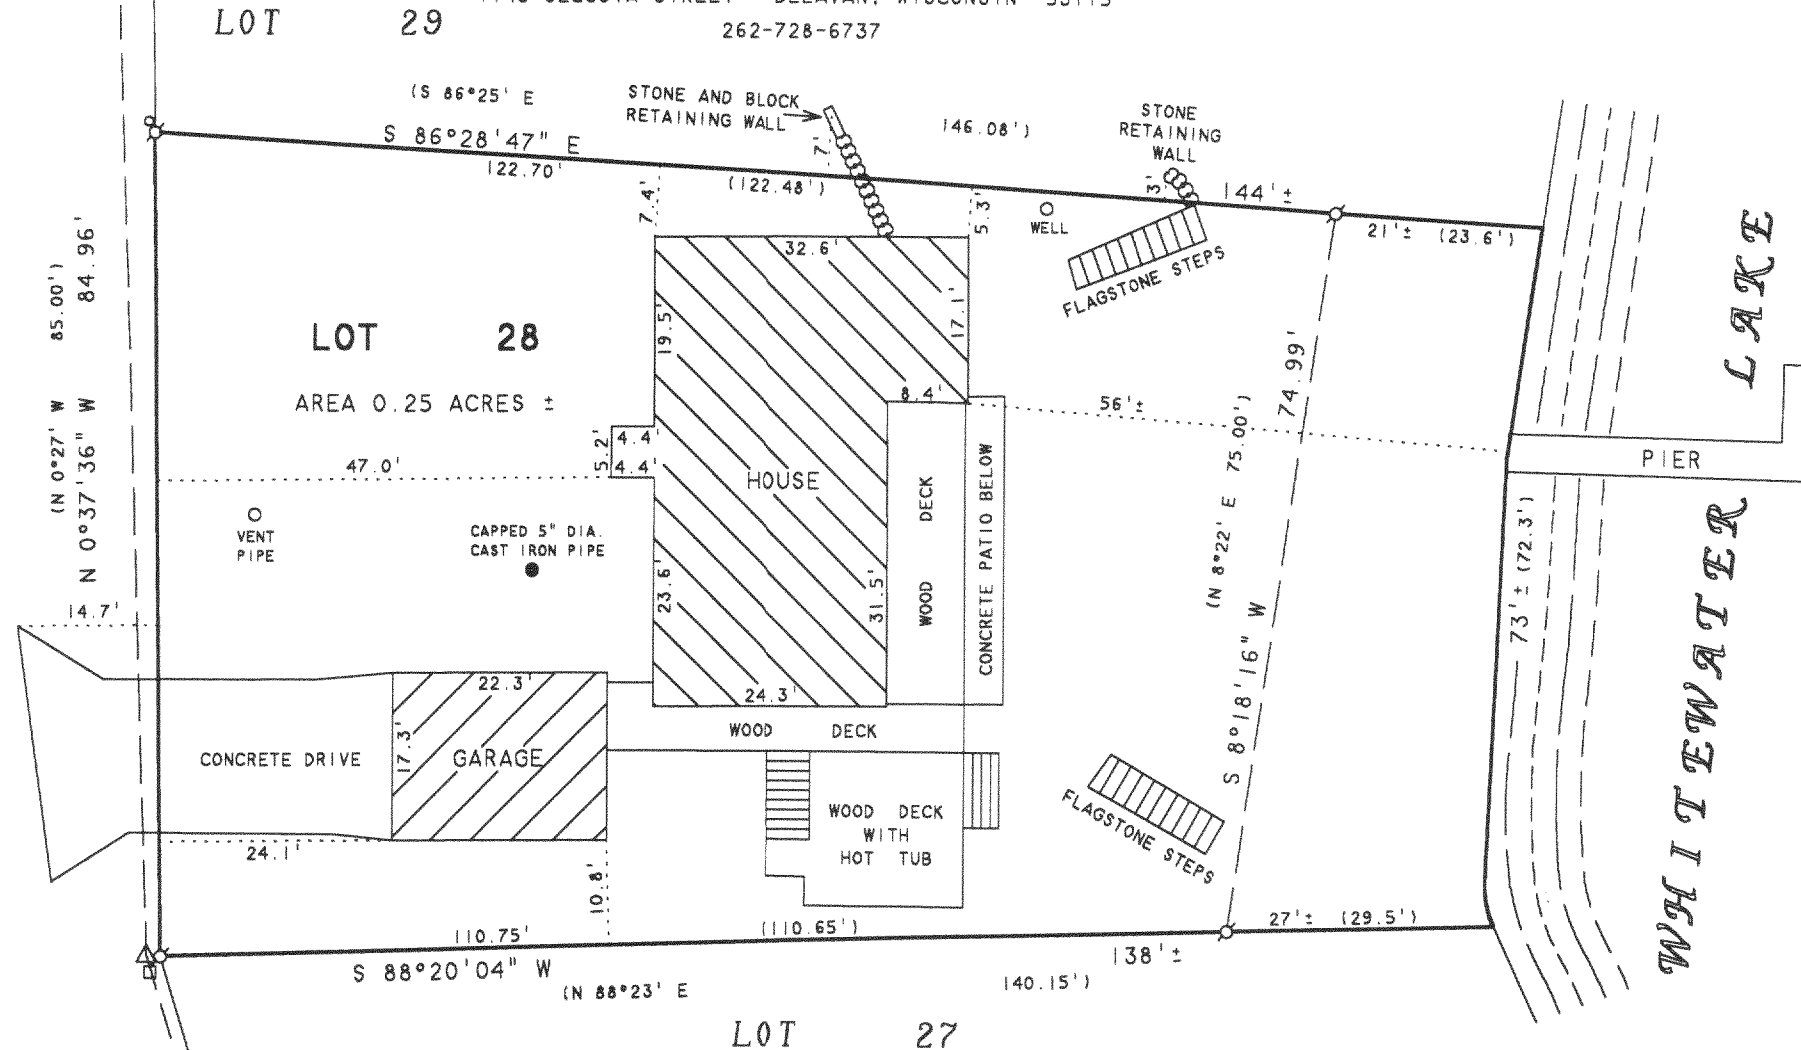 LOT 29
262-728-6737
(S 86°25' E
146.08')
STONE AND BLOCK
RETAINING WALL
STONE
RETAINING
WALL
S 86°28'47" E
144'±
122.70'
(122.48')
.7'
3'
7.4'
5.3'
WELL
21'± (23.6')
FLAGSTONE STEPS
LOT 28
AREA 0.25 ACRES ±
(N 0°27' W 85.00')
N 0°37'36" W 84.96'
32.6'
19.5'
17.1'
8.4'
56'±
74.99'
S 8°18'16" W
(N 8°22' E 75.00')
5.2'
4.4'
4.4'
47.0'
HOUSE
WOOD DECK
CONCRETE PATIO BELOW
PIER
73'± (72.3')
WHITEWATER LAKE
VENT
PIPE
CAPPED 5" DIA.
CAST IRON PIPE
23.6'
31.5'
14.7'
22.3'
24.3'
WOOD DECK
CONCRETE DRIVE
17.3'
GARAGE
WOOD DECK
WITH
HOT TUB
FLAGSTONE STEPS
24.1'
10.8'
110.75'
(110.65')
27'± (29.5')
S 88°20'04" W
138'±
(N 88°23' E
140.15')
LOT 27